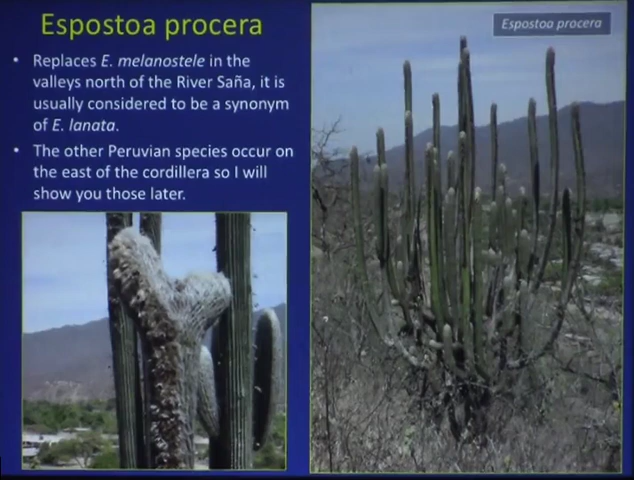 Espostoa procera
• Replaces E. melanostele in the
valleys north of the River Saña, it is
usually considered to be a synonym
of E. lanata.
• The other Peruvian species occur on
the east of the cordillera so I will
show you those later.
Espostoa procera